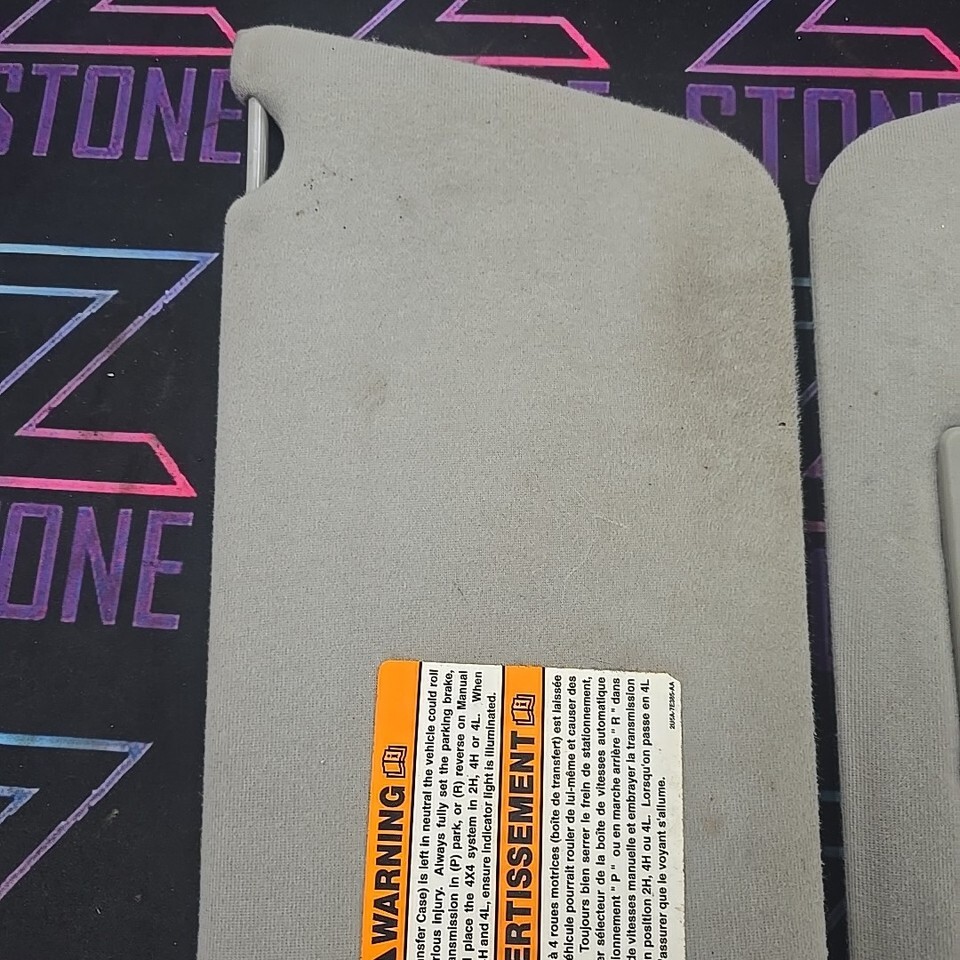 STONE
STONE
STONE
WARNING
nsfer Case) is left in neutral the vehicle could roll
rious injury. Always fully set the parking brake,
ansmission in (P) park, or (R) reverse on Manual
place the 4X4 system in 2H, 4H or 4L. When
H and 4L, ensure indicator light is illuminated.
ERTISSEMENT
à 4 roues motrices (boîte de transfert) est laissée
éhicule pourrait rouler de lui-même et causer des
Toujours bien serrer le frein de stationnement,
r sélecteur de la boîte de vitesses automatique
ionnement " P " ou en marche arrière " R " dans
de vitesses manuelle et embrayer la transmission
n position 2H, 4H ou 4L. Lorsqu'on passe en 4L
'assurer que le voyant s'allume.